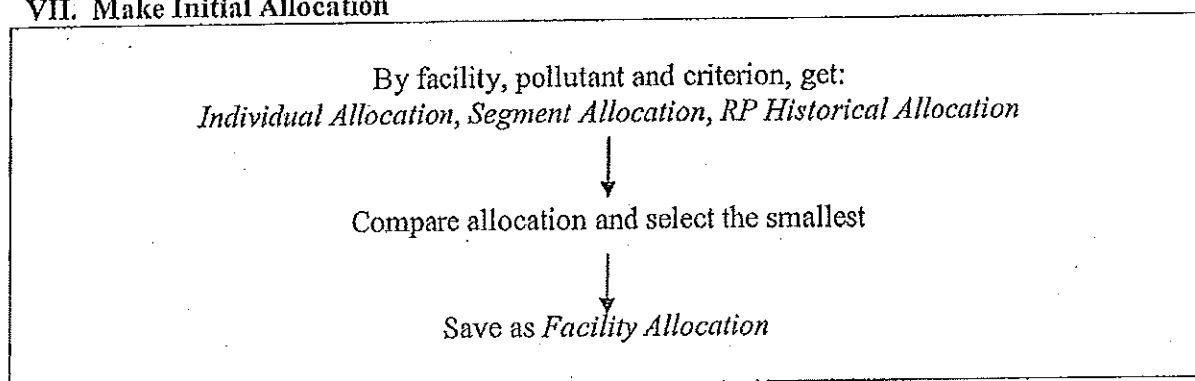 VII. Make Initial Allocation
By facility, pollutant and criterion, get:
Individual Allocation, Segment Allocation, RP Historical Allocation
Compare allocation and select the smallest
Save as Facility Allocation